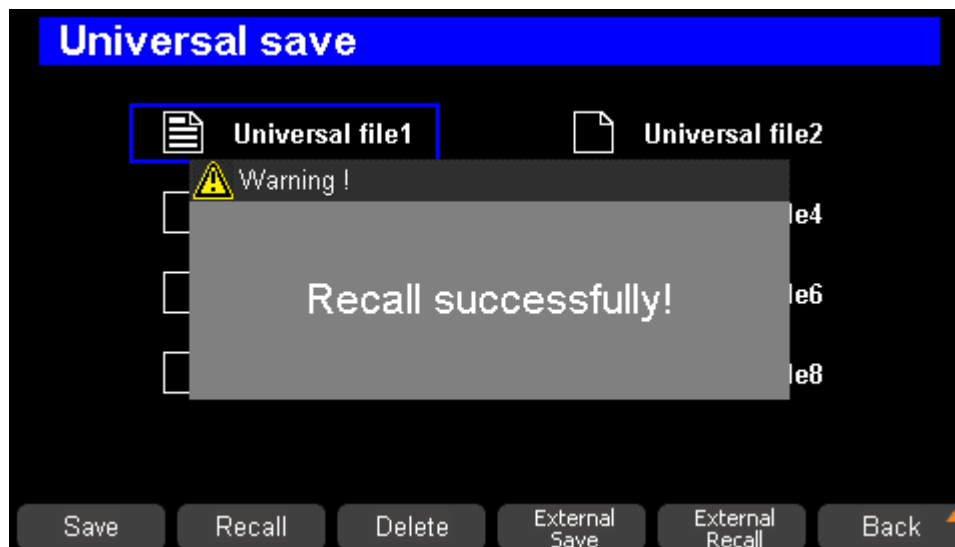 Universal save
Universal file1
Universal file2
Warning !
le4
Recall successfully!
le6
le8
Save
Recall
Delete
External
Save
External
Recall
Back